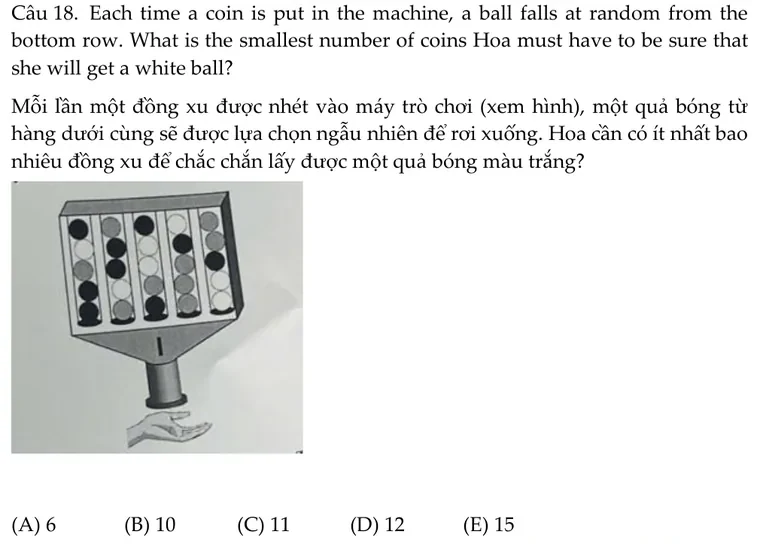 Câu 18. Each time a coin is put in the machine, a ball falls at random from the
bottom row. What is the smallest number of coins Hoa must have to be sure that
she will get a white ball?
Mỗi lần một đồng xu được nhét vào máy trò chơi (xem hình), một quả bóng từ
hàng dưới cùng sẽ được lựa chọn ngẫu nhiên để rơi xuống. Hoa cần có ít nhất bao
nhiêu đồng xu để chắc chắn lấy được một quả bóng màu trắng?
(A) 6 (B) 10 (C) 11 (D) 12 (E) 15